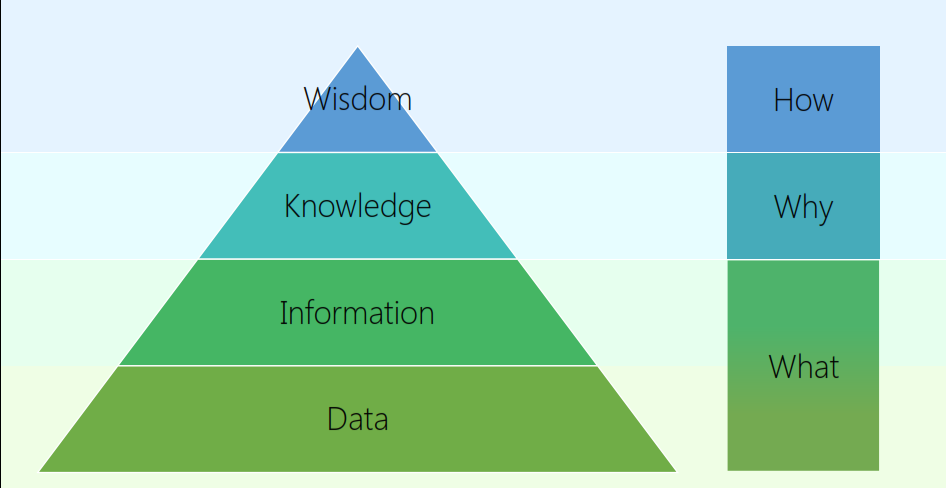 Wisdom
How
Knowledge
Why
Information
What
Data